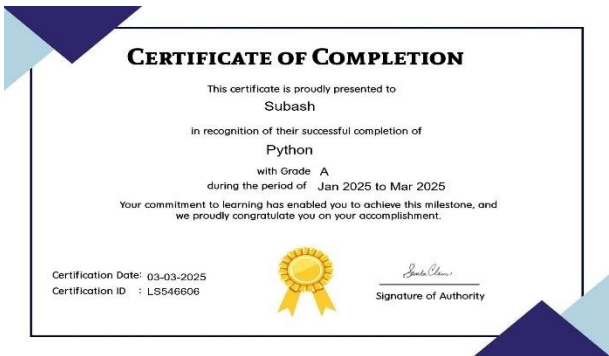 CERTIFICATE OF COMPLETION
This certificate is proudly presented to
Subash
in recognition of their successful completion of
Python
with Grade A
during the period of Jan 2025 to Mar 2025
Your commitment to learning has enabled you to achieve this milestone, and
we proudly congratulate you on your accomplishment.
Certification Date: 03-03-2025
Certification ID : LS546606
Santa Claus
Signature of Authority